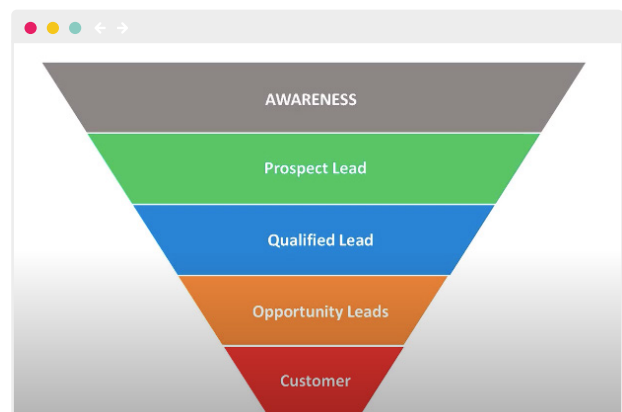 AWARENESS
Prospect Lead
Qualified Lead
Opportunity Leads
Customer